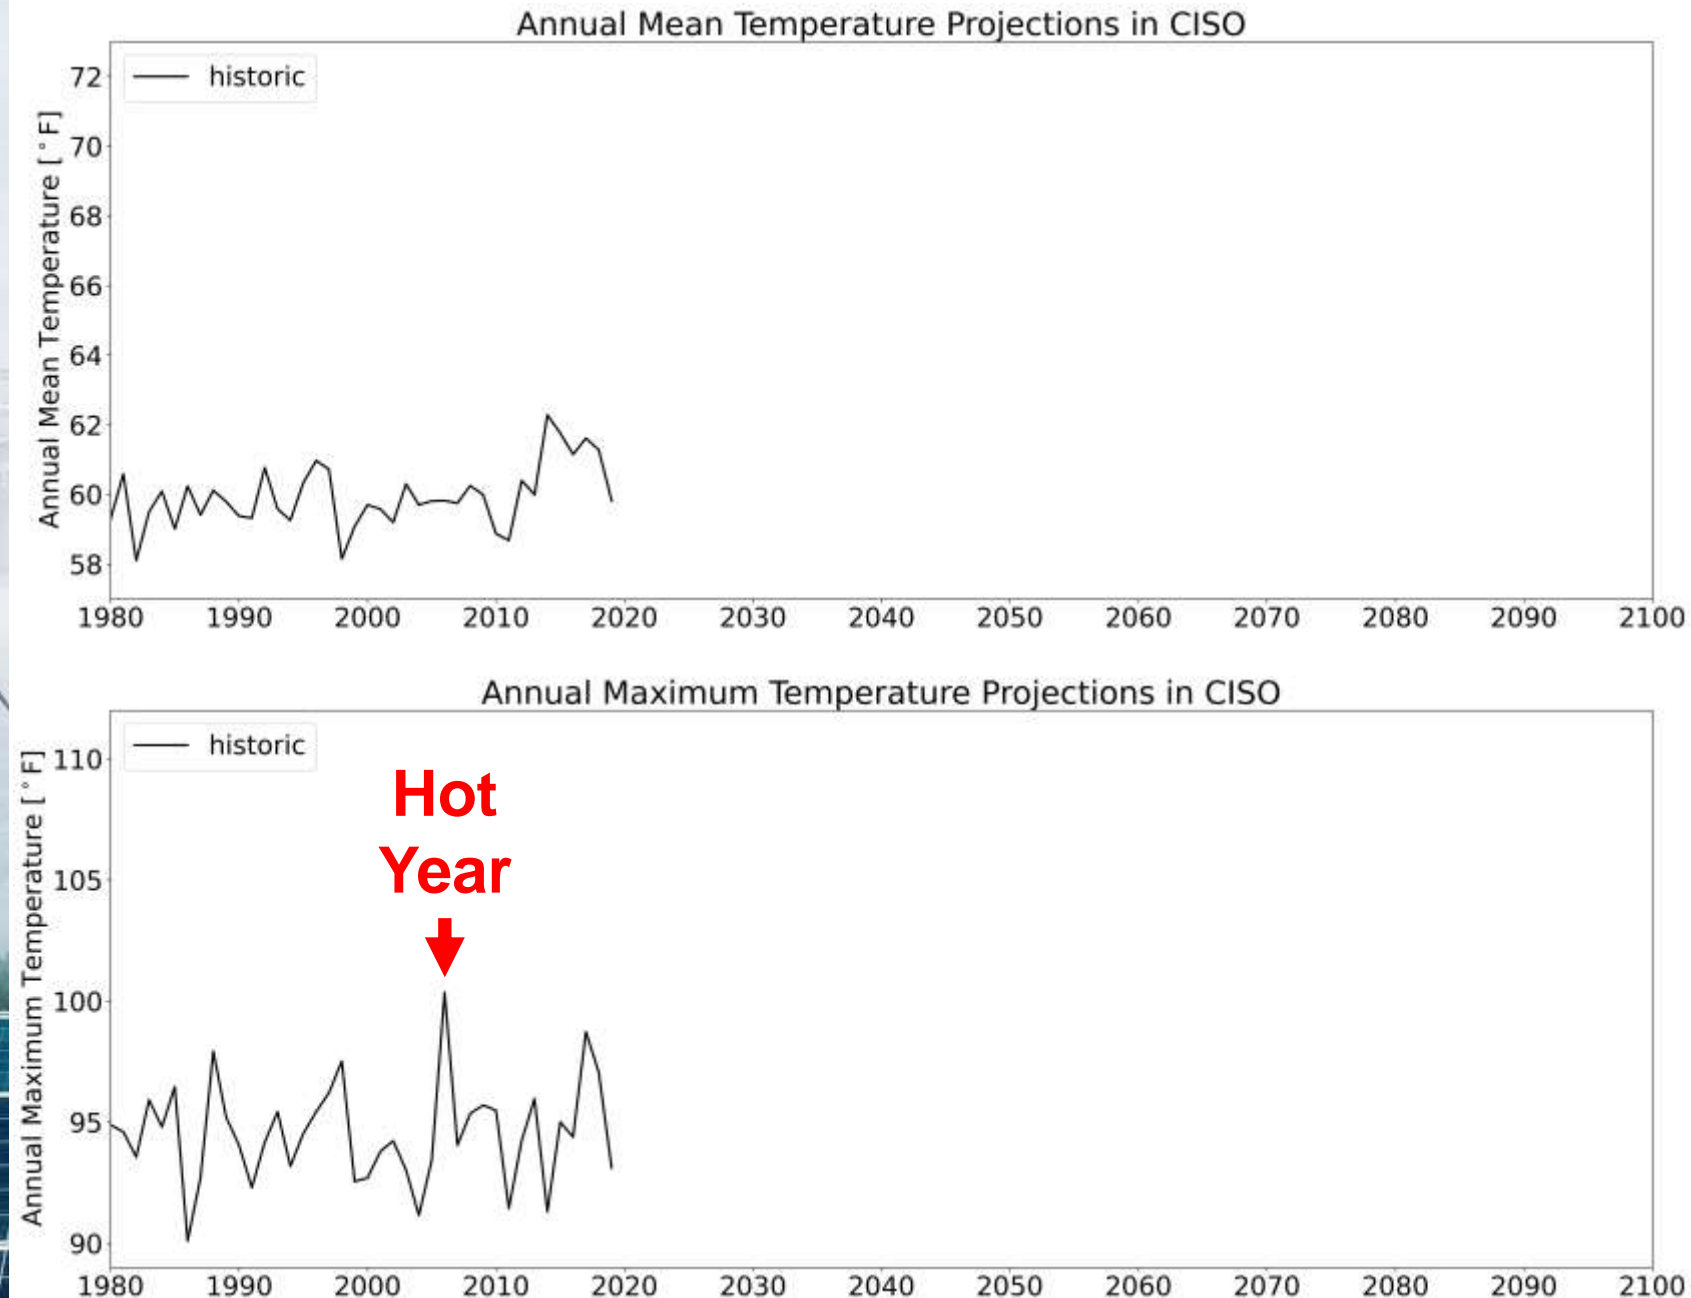 Annual Mean Temperature Projections in CISO
historic
Annual Mean Temperature [°F]
72
70
68
66
64
62
60
58
1980 1990 2000 2010 2020 2030 2040 2050 2060 2070 2080 2090 2100
Annual Maximum Temperature Projections in CISO
historic
Annual Maximum Temperature [°F]
110
105
100
95
90
Hot
Year
1980 1990 2000 2010 2020 2030 2040 2050 2060 2070 2080 2090 2100